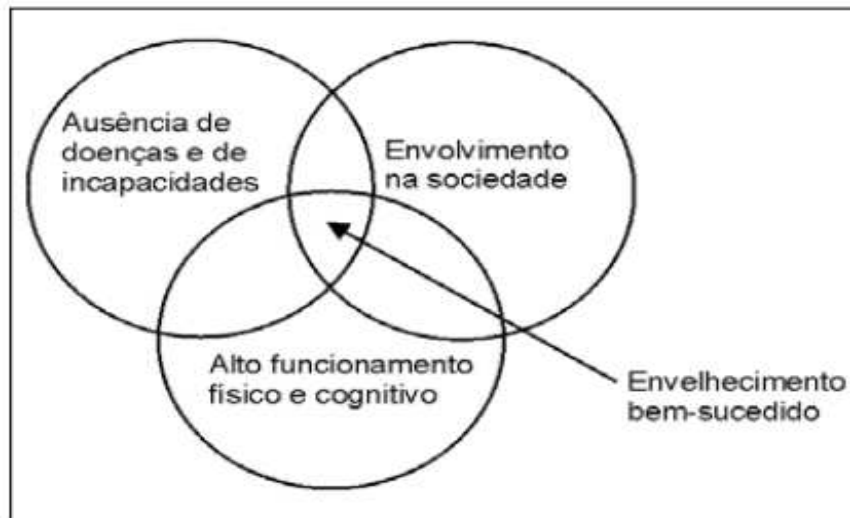 Ausência de
doenças e de
incapacidades
Envolvimento
na sociedade
Alto funcionamento
físico e cognitivo
Envelhecimento
bem-sucedido